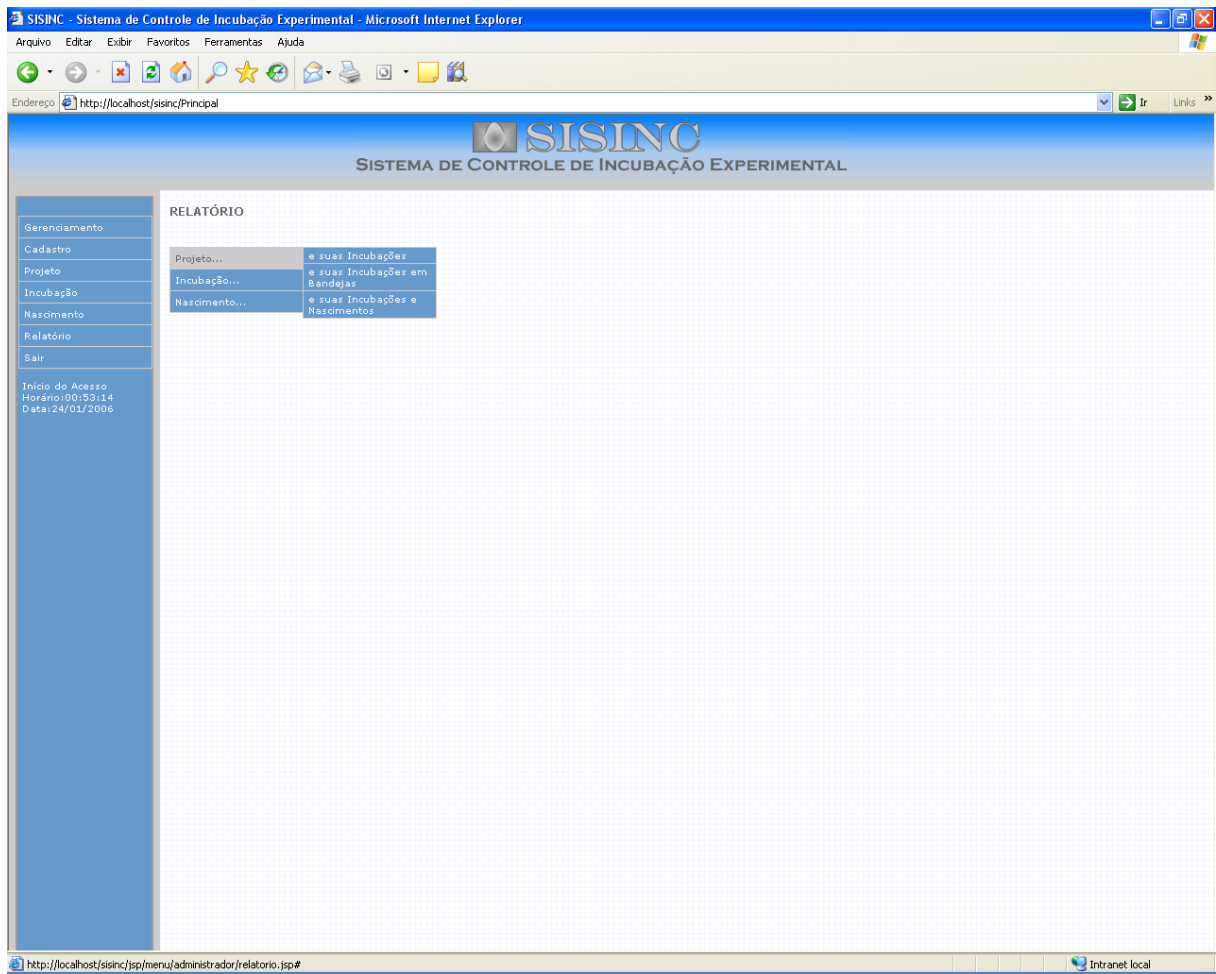 SISINC - Sistema de Controle de Incubação Experimental - Microsoft Internet Explorer
Arquivo Editar Exibir Favoritos Ferramentas Ajuda
Endereço http://localhost/sisinc/Principal Ir Links »
SISINC
SISTEMA DE CONTROLE DE INCUBAÇÃO EXPERIMENTAL
Gerenciamento
Cadastro
Projeto
Incubação
Nascimento
Relatório
Sair
Início do Acesso
Horário:00:53:14
Data:24/01/2006
RELATÓRIO
Projeto...
Incubação...
Nascimento...
e suas Incubações
e suas Incubações em
Bandejas
e suas Incubações e
Nascimentos
http://localhost/sisinc/jsp/menu/administrador/relatorio.jsp# Intranet local